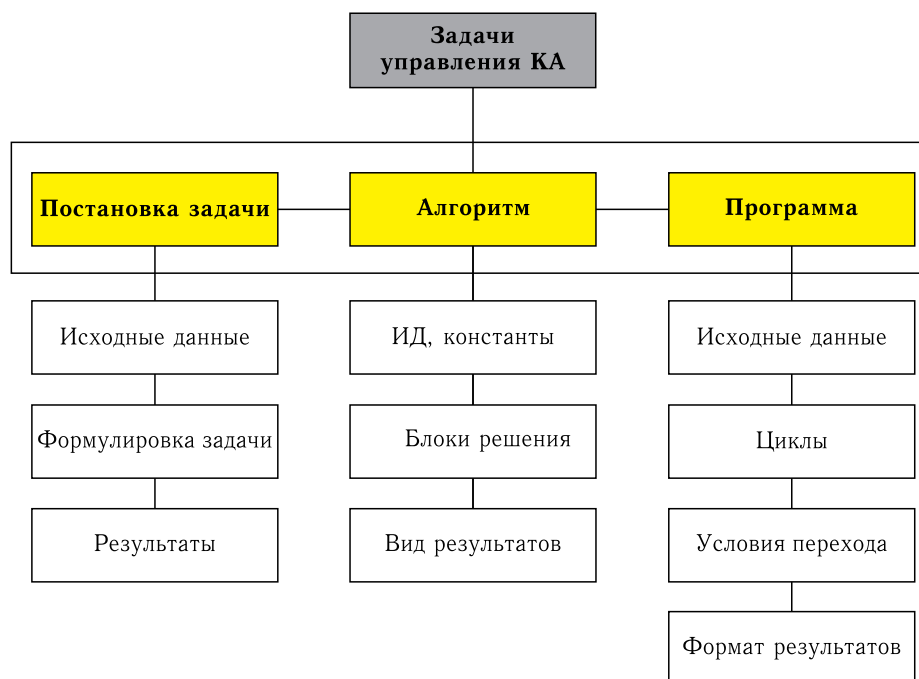 Задачи
управления КА
Постановка задачи
Алгоритм
Программа
Исходные данные
ИД, константы
Исходные данные
Формулировка задачи
Блоки решения
Циклы
Результаты
Вид результатов
Условия перехода
Формат результатов